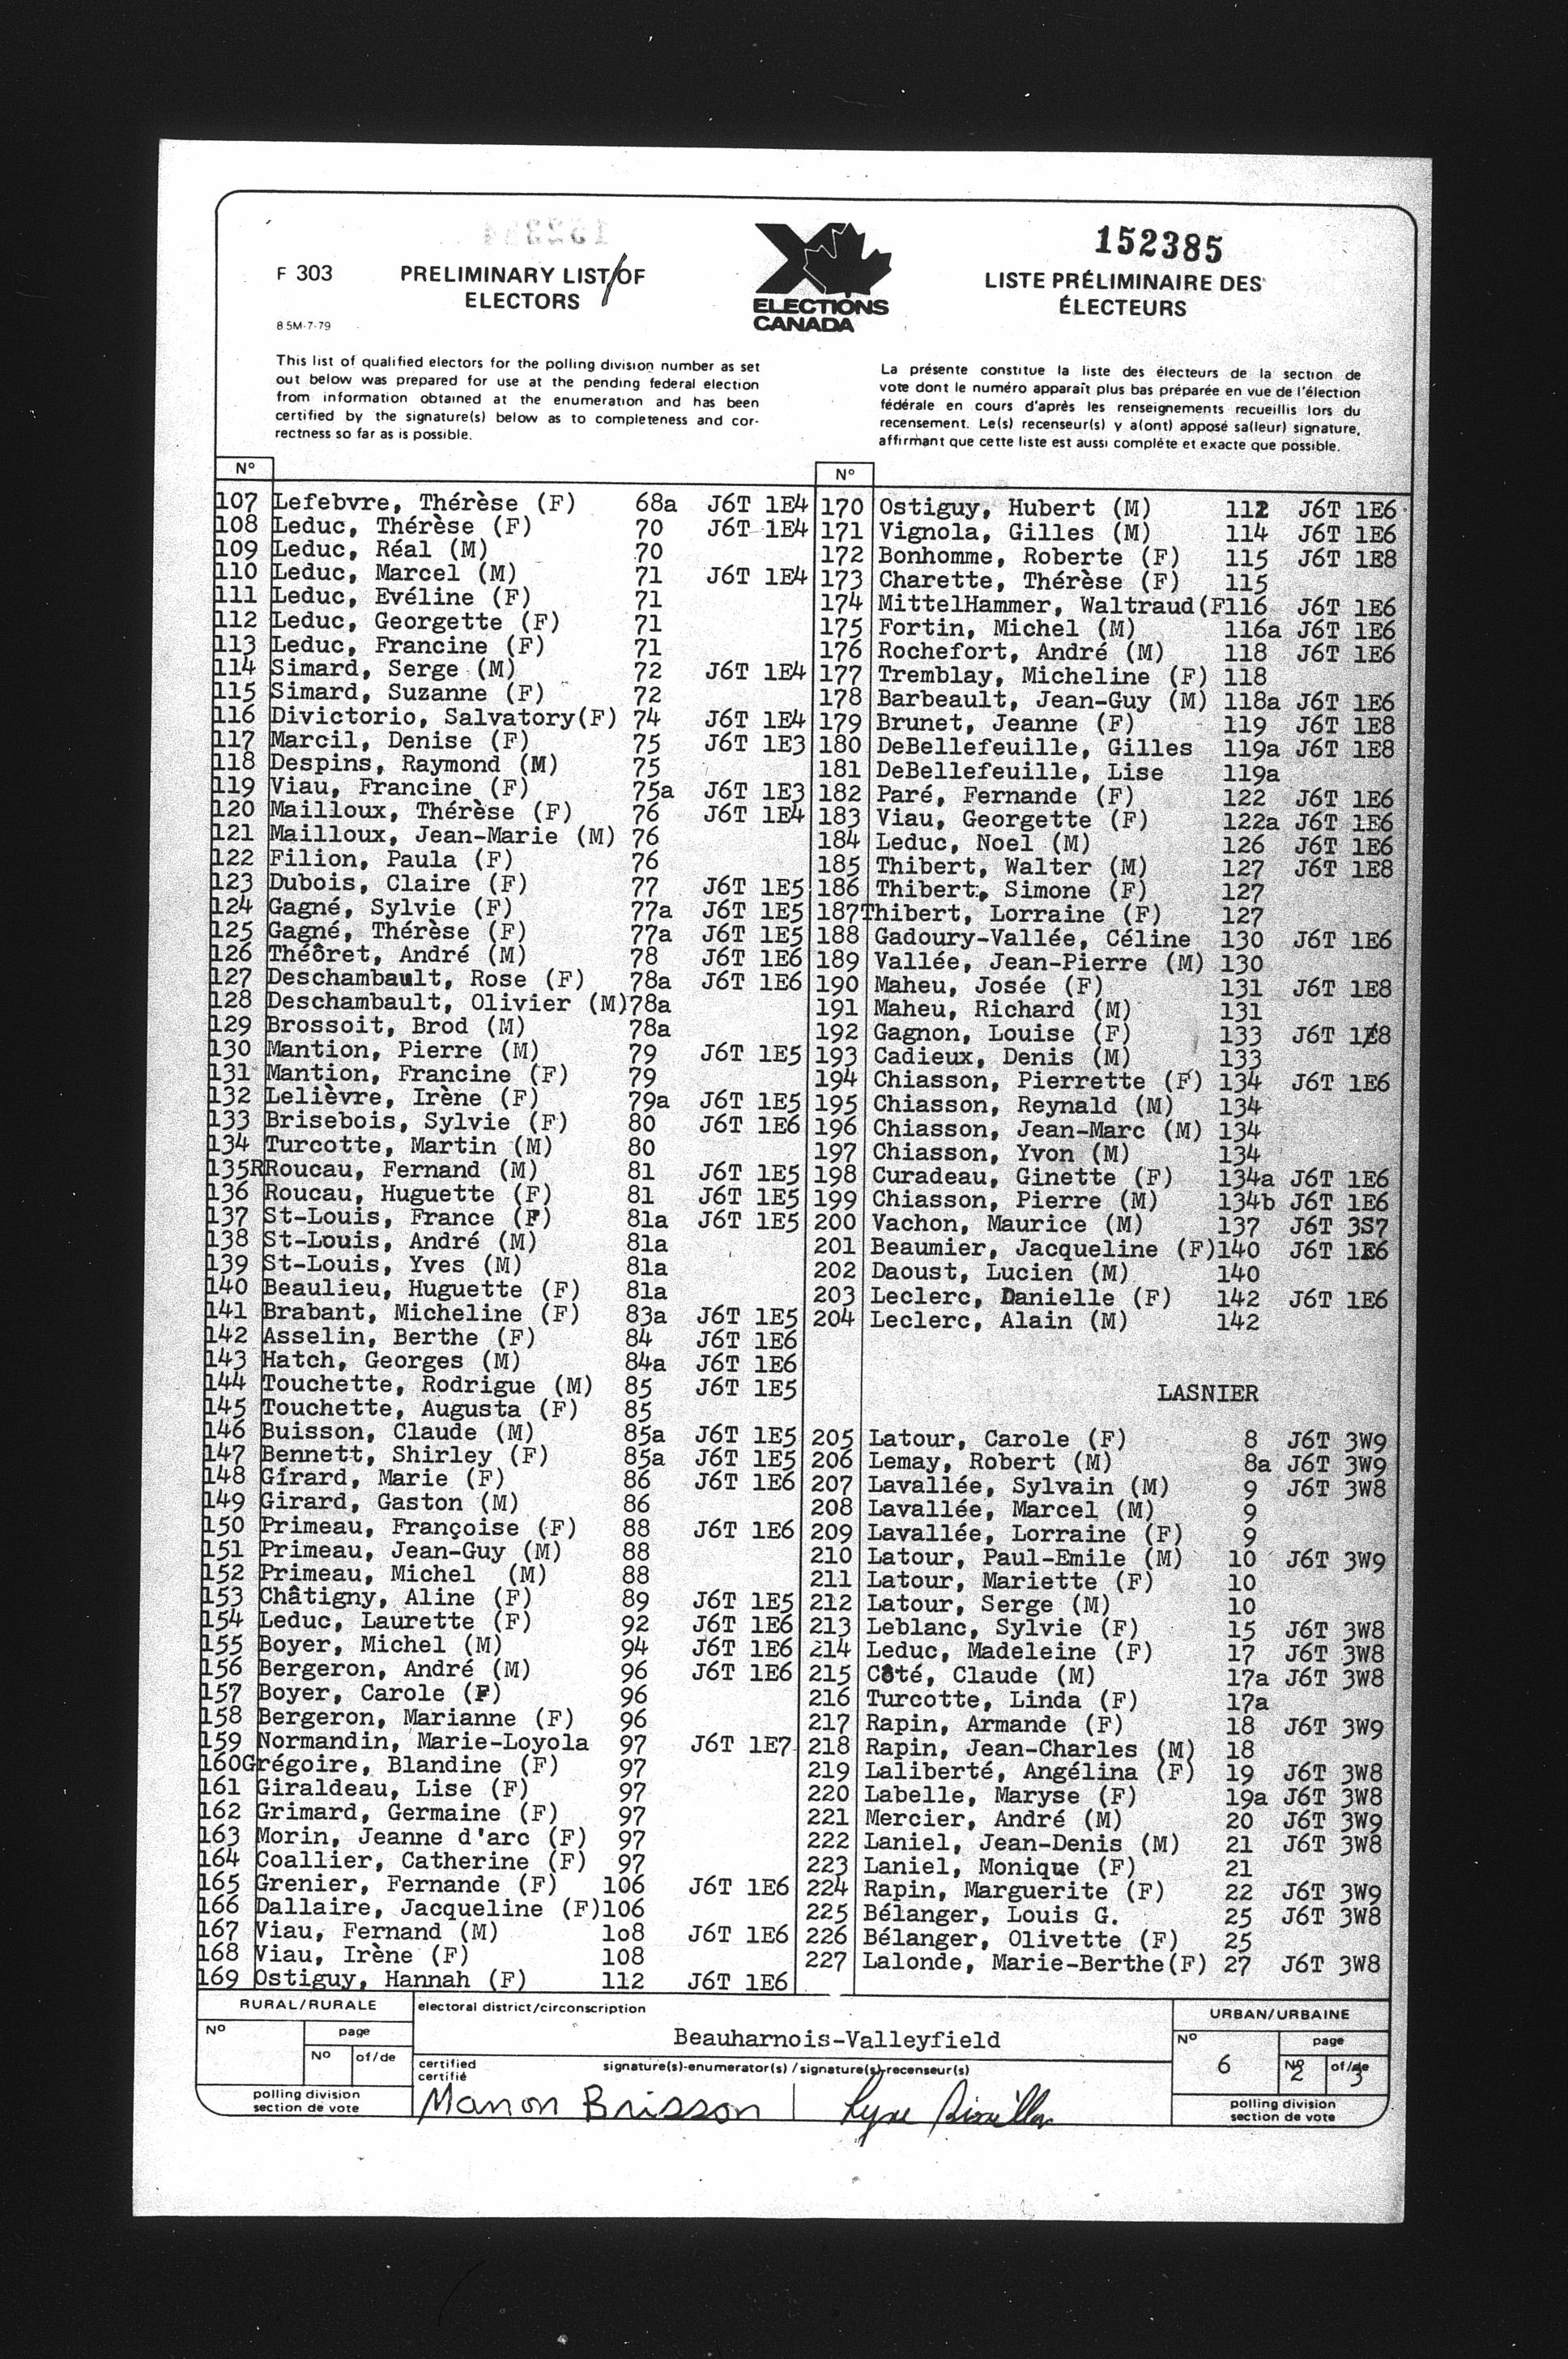 152385
F 303
PRELIMINARY LIST OF
ELECTORS
8 5M-7-79
ELECTIONS
CANADA
LISTE PRÉLIMINAIRE DES
ÉLECTEURS
This list of qualified electors for the polling division number as set
out below was prepared for use at the pending federal election
from information obtained at the enumeration and has been
certified by the signature(s) below as to completeness and cor-
rectness so far as is possible.
La présente constitue la liste des électeurs de la section de
vote dont le numéro apparaît plus bas préparée en vue de l'élection
fédérale en cours d'après les renseignements recueillis lors du
recensement. Le(s) recenseur(s) y a(ont) apposé sa(leur) signature,
affirmant que cette liste est aussi complète et exacte que possible.
Nº
107 Lefebvre, Thérèse (F) 68a J6T 1E4
108 Leduc, Thérèse (F) 70 J6T 1E4
109 Leduc, Réal (M) 70
110 Leduc, Marcel (M) 71 J6T 1E4
111 Leduc, Evéline (F) 71
112 Leduc, Georgette (F) 71
113 Leduc, Francine (F) 71
114 Simard, Serge (M) 72 J6T 1E4
115 Simard, Suzanne (F) 72
116 Divictorio, Salvatory(F) 74 J6T 1E4
117 Marcil, Denise (F) 75 J6T 1E3
118 Despins, Raymond (M) 75
119 Viau, Francine (F) 75a J6T 1E3
120 Mailloux, Thérèse (F) 76 J6T 1E4
121 Mailloux, Jean-Marie (M) 76
122 Filion, Paula (F) 76
123 Dubois, Claire (F) 77 J6T 1E5
124 Gagné, Sylvie (F) 77a J6T 1E5
125 Gagné, Thérèse (F) 77a J6T 1E5
126 Théôret, André (M) 78 J6T 1E6
127 Deschambault, Rose (F) 78a J6T 1E6
128 Deschambault, Olivier (M)78a
129 Brossoit, Brod (M) 78a
130 Mantion, Pierre (M) 79 J6T 1E5
131 Mantion, Francine (F) 79
132 Lelièvre, Irène (F) 79a J6T 1E5
133 Brisebois, Sylvie (F) 80 J6T 1E6
134 Turcotte, Martin (M) 80
135RRoucau, Fernand (M) 81 J6T 1E5
136 Roucau, Huguette (F) 81 J6T 1E5
137 St-Louis, France (F) 81a J6T 1E5
138 St-Louis, André (M) 81a
139 St-Louis, Yves (M) 81a
140 Beaulieu, Huguette (F) 81a
141 Brabant, Micheline (F) 83a J6T 1E5
142 Asselin, Berthe (F) 84 J6T 1E6
143 Hatch, Georges (M) 84a J6T 1E6
144 Touchette, Rodrigue (M) 85 J6T 1E5
145 Touchette, Augusta (F) 85
146 Buisson, Claude (M) 85a J6T 1E5
147 Bennett, Shirley (F) 85a J6T 1E5
148 Girard, Marie (F) 86 J6T 1E6
149 Girard, Gaston (M) 86
150 Primeau, Françoise (F) 88 J6T 1E6
151 Primeau, Jean-Guy (M) 88
152 Primeau, Michel (M) 88
153 Châtigny, Aline (F) 89 J6T 1E5
154 Leduc, Laurette (F) 92 J6T 1E6
155 Boyer, Michel (M) 94 J6T 1E6
156 Bergeron, André (M) 96 J6T 1E6
157 Boyer, Carole (F) 96
158 Bergeron, Marianne (F) 96
159 Normandin, Marie-Loyola 97 J6T 1E7
160Grégoire, Blandine (F) 97
161 Giraldeau, Lise (F) 97
162 Grimard, Germaine (F) 97
163 Morin, Jeanne d'arc (F) 97
164 Coallier, Catherine (F) 97
165 Grenier, Fernande (F) 106 J6T 1E6
166 Dallaire, Jacqueline (F)106
167 Viau, Fernand (M) 1o8 J6T 1E6
168 Viau, Irène (F) 108
169 Ostiguy, Hannah (F) 112 J6T 1E6
Nº
170 Ostiguy, Hubert (M) 112 J6T 1E6
171 Vignola, Gilles (M) 114 J6T 1E6
172 Bonhomme, Roberte (F) 115 J6T 1E8
173 Charette, Thérèse (F) 115
174 MittelHammer, Waltraud(F116 J6T 1E6
175 Fortin, Michel (M) 116a J6T 1E6
176 Rochefort, André (M) 118 J6T 1E6
177 Tremblay, Micheline (F) 118
178 Barbeault, Jean-Guy (M) 118a J6T 1E6
179 Brunet, Jeanne (F) 119 J6T 1E8
180 DeBellefeuille, Gilles 119a J6T 1E8
181 DeBellefeuille, Lise 119a
182 Paré, Fernande (F) 122 J6T 1E6
183 Viau, Georgette (F) 122a J6T 1E6
184 Leduc, Noel (M) 126 J6T 1E6
185 Thibert, Walter (M) 127 J6T 1E8
186 Thibert, Simone (F) 127
187Thibert, Lorraine (F) 127
188 Gadoury-Vallée, Céline 130 J6T 1E6
189 Vallée, Jean-Pierre (M) 130
190 Maheu, Josée (F) 131 J6T 1E8
191 Maheu, Richard (M) 131
192 Gagnon, Louise (F) 133 J6T 1E8
193 Cadieux, Denis (M) 133
194 Chiasson, Pierrette (F) 134 J6T 1E6
195 Chiasson, Reynald (M) 134
196 Chiasson, Jean-Marc (M) 134
197 Chiasson, Yvon (M) 134
198 Curadeau, Ginette (F) 134a J6T 1E6
199 Chiasson, Pierre (M) 134b J6T 1E6
200 Vachon, Maurice (M) 137 J6T 3S7
201 Beaumier, Jacqueline (F)140 J6T 1E6
202 Daoust, Lucien (M) 140
203 Leclerc, Danielle (F) 142 J6T 1E6
204 Leclerc, Alain (M) 142
LASNIER
205 Latour, Carole (F) 8 J6T 3W9
206 Lemay, Robert (M) 8a J6T 3W9
207 Lavallée, Sylvain (M) 9 J6T 3W8
208 Lavallée, Marcel (M) 9
209 Lavallée, Lorraine (F) 9
210 Latour, Paul-Emile (M) 10 J6T 3W9
211 Latour, Mariette (F) 10
212 Latour, Serge (M) 10
213 Leblanc, Sylvie (F) 15 J6T 3W8
214 Leduc, Madeleine (F) 17 J6T 3W8
215 Côté, Claude (M) 17a J6T 3W8
216 Turcotte, Linda (F) 17a
217 Rapin, Armande (F) 18 J6T 3W9
218 Rapin, Jean-Charles (M) 18
219 Laliberté, Angélina (F) 19 J6T 3W8
220 Labelle, Maryse (F) 19a J6T 3W8
221 Mercier, André (M) 20 J6T 3W9
222 Laniel, Jean-Denis (M) 21 J6T 3W8
223 Laniel, Monique (F) 21
224 Rapin, Marguerite (F) 22 J6T 3W9
225 Bélanger, Louis G. 25 J6T 3W8
226 Bélanger, Olivette (F) 25
227 Lalonde, Marie-Berthe(F) 27 J6T 3W8
RURAL/RURALE
Nº
page
Nº of/de
polling division
section de vote
electoral district/circonscription
Beauharnois-Valleyfield
certified
certifié
signature(s)-enumerator(s) / signature(s)-recenseur(s)
Manon Brisson
Lyne
URBAN/URBAINE
Nº 6
page
Nº 2 of/de 3
polling division
section de vote